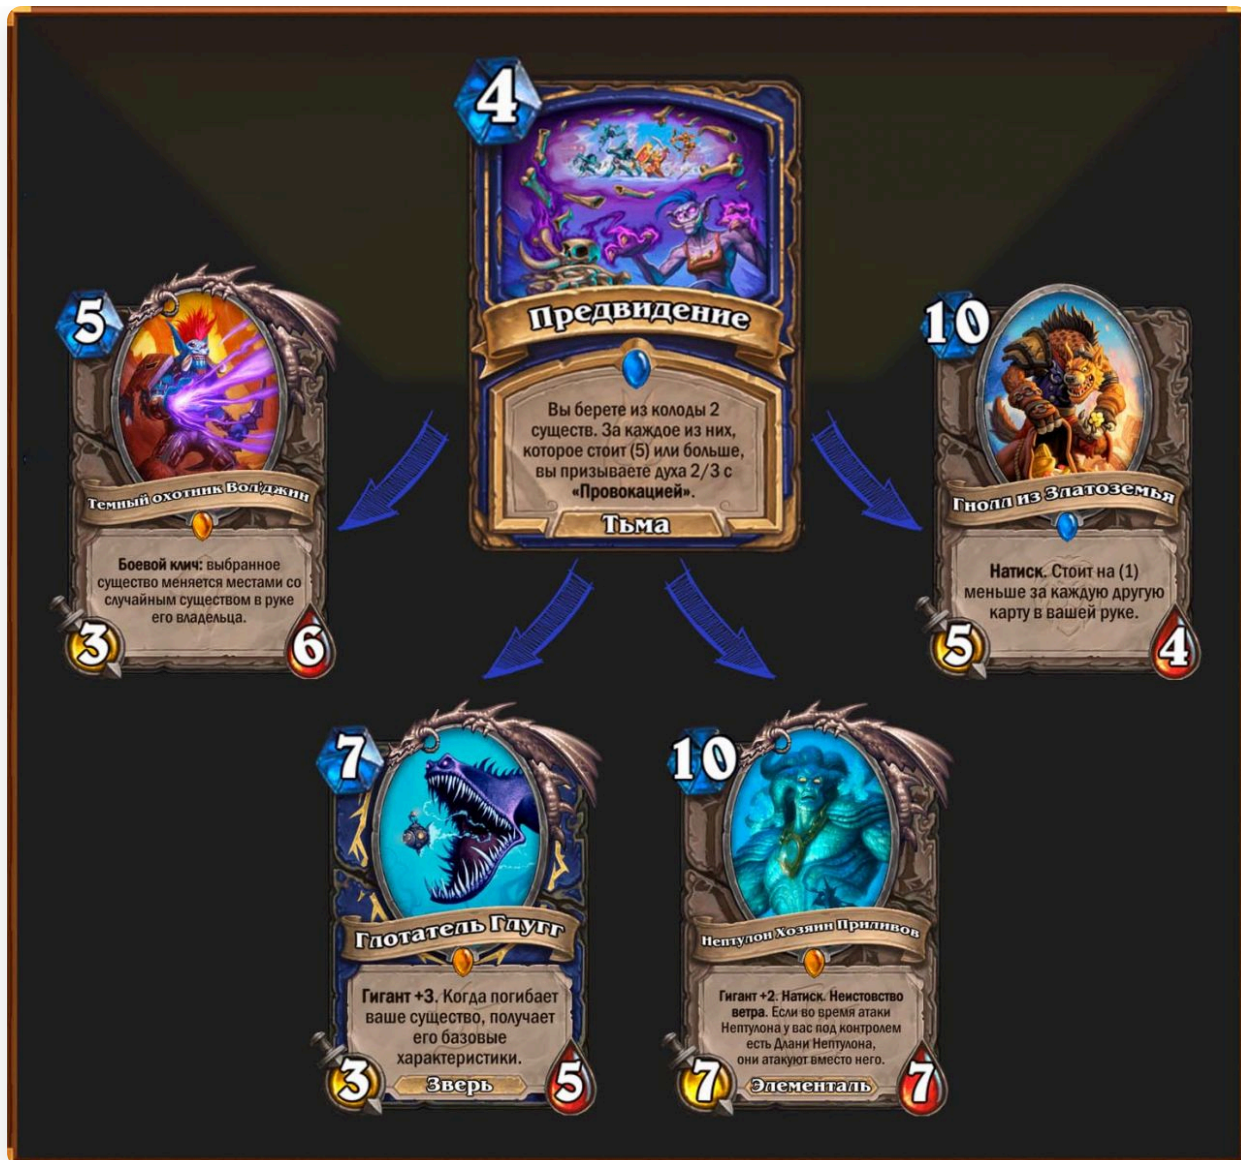 4
Предвидение
Вы берете из колоды 2
существ. За каждое из них,
которое стоит (5) или больше,
вы призываете духа 2/3 с
«Провокацией».
Тьма
5
Темный охотник Вол'джин
Боевой клич: выбранное
существо меняется местами со
случайным существом в руке
его владельца.
3
6
10
Гнолл из Златоземья
Натиск. Стоит на (1)
меньше за каждую другую
карту в вашей руке.
5
4
7
Глотатель Глугг
Гигант +3. Когда погибает
ваше существо, получает
его базовые
характеристики.
3
Зверь
5
10
Нептулон Хозяин Приливов
Гигант +2. Натиск. Неистовство
ветра. Если во время атаки
Нептулона у вас под контролем
есть Длани Нептулона,
они атакуют вместо него.
7
Элементаль
7